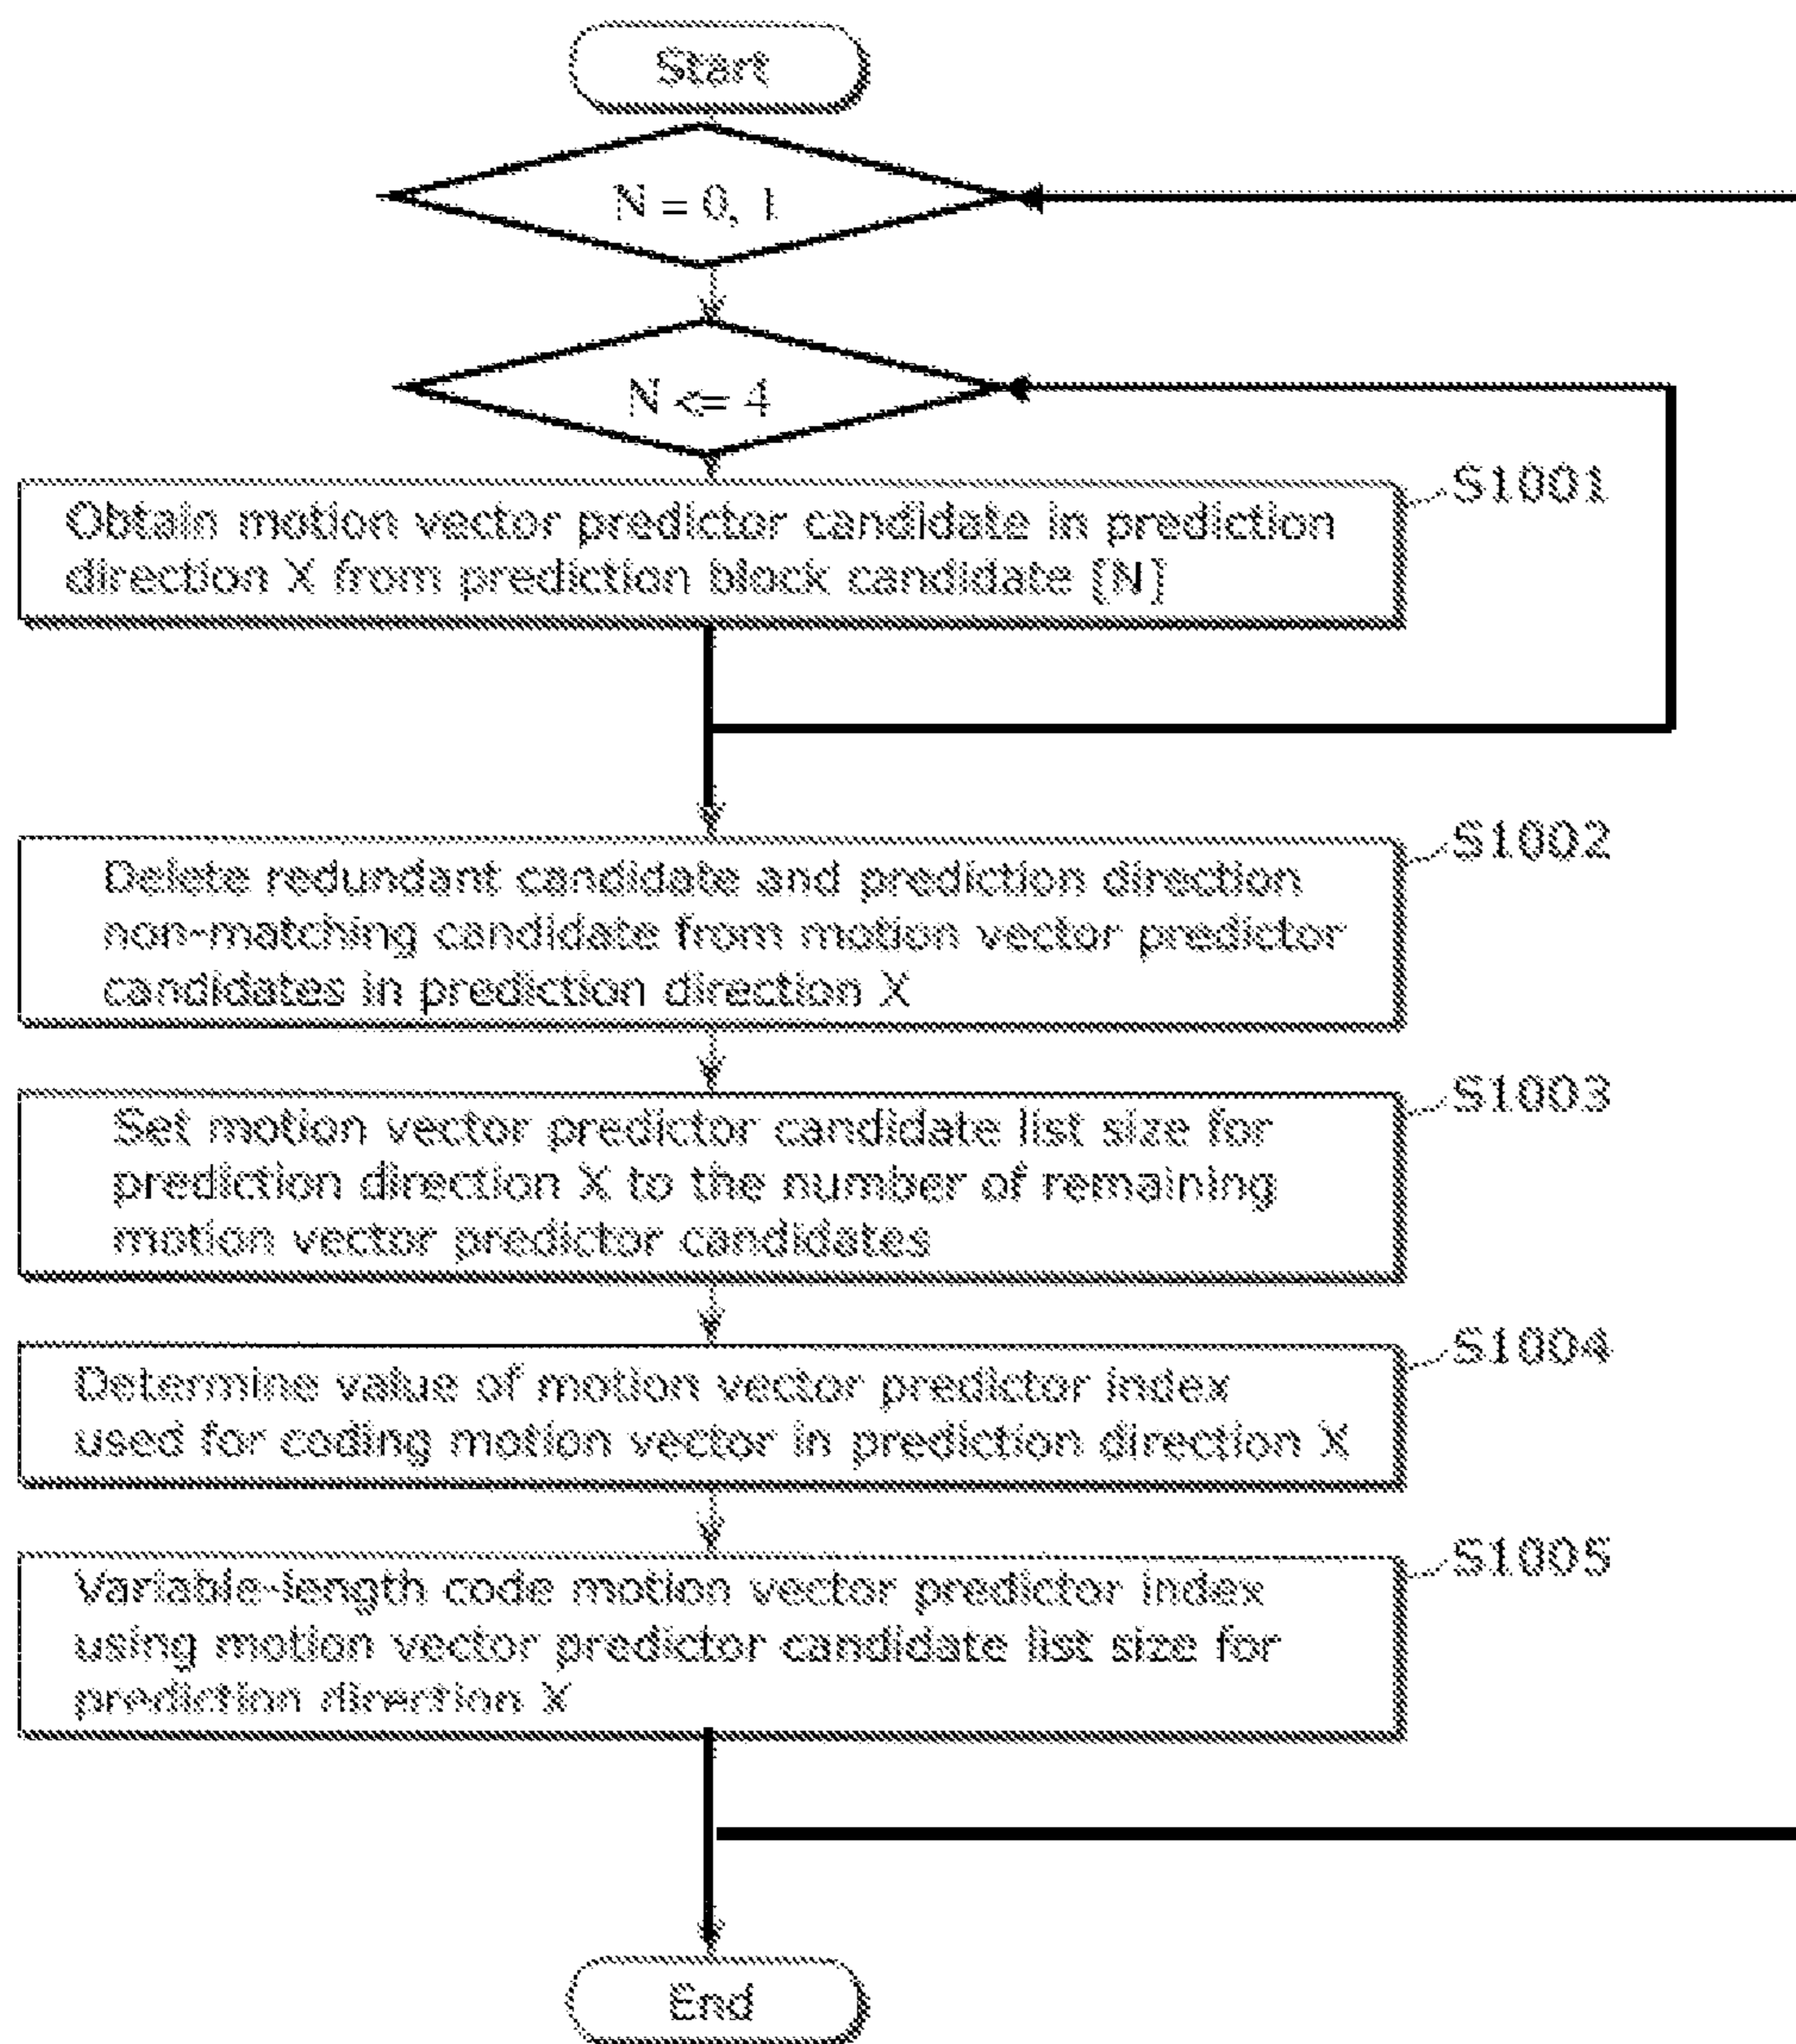 Start
N = 0, 1
N <= 4
S1001
Obtain motion vector predictor candidate in prediction
direction X from prediction block candidate [N]
S1002
Delete redundant candidate and prediction direction
non-matching candidate from motion vector predictor
candidates in prediction direction X
S1003
Set motion vector predictor candidate list size for
prediction direction X to the number of remaining
motion vector predictor candidates
S1004
Determine value of motion vector predictor index
used for coding motion vector in prediction direction X
S1005
Variable-length code motion vector predictor index
using motion vector predictor candidate list size for
prediction direction X
End